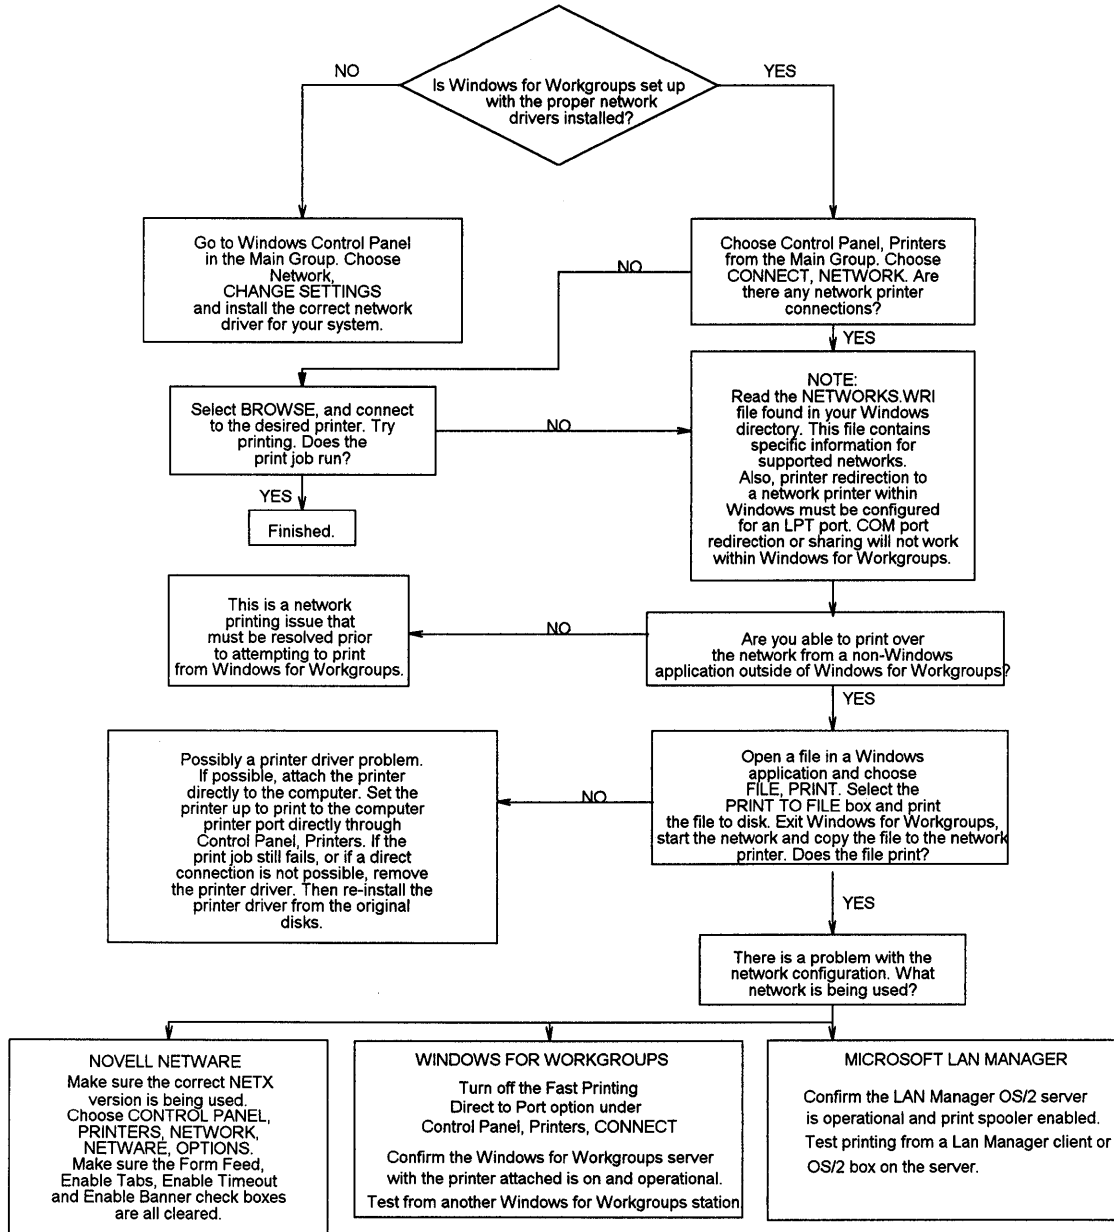 NO
YES
Is Windows for Workgroups set up
with the proper network
drivers installed?
Go to Windows Control Panel
in the Main Group. Choose
Network,
CHANGE SETTINGS
and install the correct network
driver for your system.
NO
Choose Control Panel, Printers
from the Main Group. Choose
CONNECT, NETWORK. Are
there any network printer
connections?
YES
Select BROWSE, and connect
to the desired printer. Try
printing. Does the
print job run?
NO
YES
Finished.
NOTE:
Read the NETWORKS.WRI
file found in your Windows
directory. This file contains
specific information for
supported networks.
Also, printer redirection to
a network printer within
Windows must be configured
for an LPT port. COM port
redirection or sharing will not work
within Windows for Workgroups.
This is a network
printing issue that
must be resolved prior
to attempting to print
from Windows for Workgroups.
NO
Are you able to print over
the network from a non-Windows
application outside of Windows for Workgroups?
YES
Possibly a printer driver problem.
If possible, attach the printer
directly to the computer. Set the
printer up to print to the computer
printer port directly through
Control Panel, Printers. If the
print job still fails, or if a direct
connection is not possible, remove
the printer driver. Then re-install the
printer driver from the original
disks.
NO
Open a file in a Windows
application and choose
FILE, PRINT. Select the
PRINT TO FILE box and print
the file to disk. Exit Windows for Workgroups,
start the network and copy the file to the network
printer. Does the file print?
YES
There is a problem with the
network configuration. What
network is being used?
NOVELL NETWARE
Make sure the correct NETX
version is being used.
Choose CONTROL PANEL,
PRINTERS, NETWORK,
NETWARE, OPTIONS.
Make sure the Form Feed,
Enable Tabs, Enable Timeout
and Enable Banner check boxes
are all cleared.
WINDOWS FOR WORKGROUPS
Turn off the Fast Printing
Direct to Port option under
Control Panel, Printers, CONNECT
Confirm the Windows for Workgroups server
with the printer attached is on and operational.
Test from another Windows for Workgroups station.
MICROSOFT LAN MANAGER
Confirm the LAN Manager OS/2 server
is operational and print spooler enabled.
Test printing from a Lan Manager client or
OS/2 box on the server.